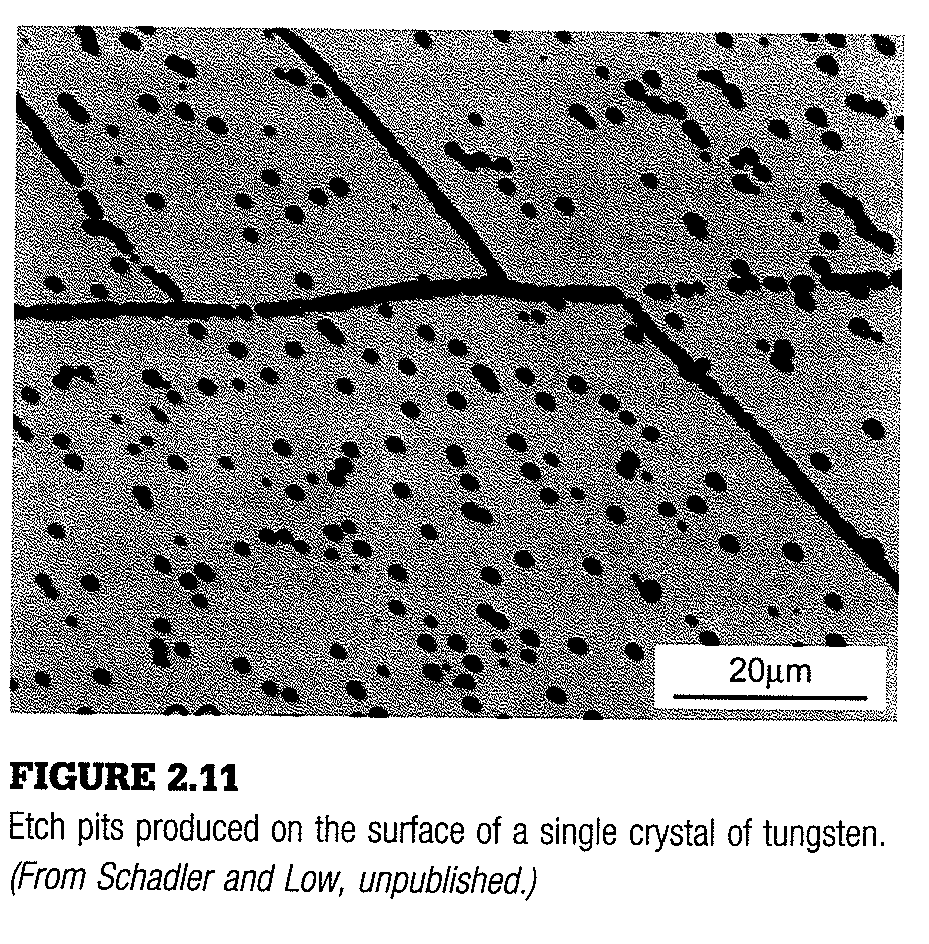 20μm
FIGURE 2.11
Etch pits produced on the surface of a single crystal of tungsten.
(From Schadler and Low, unpublished.)